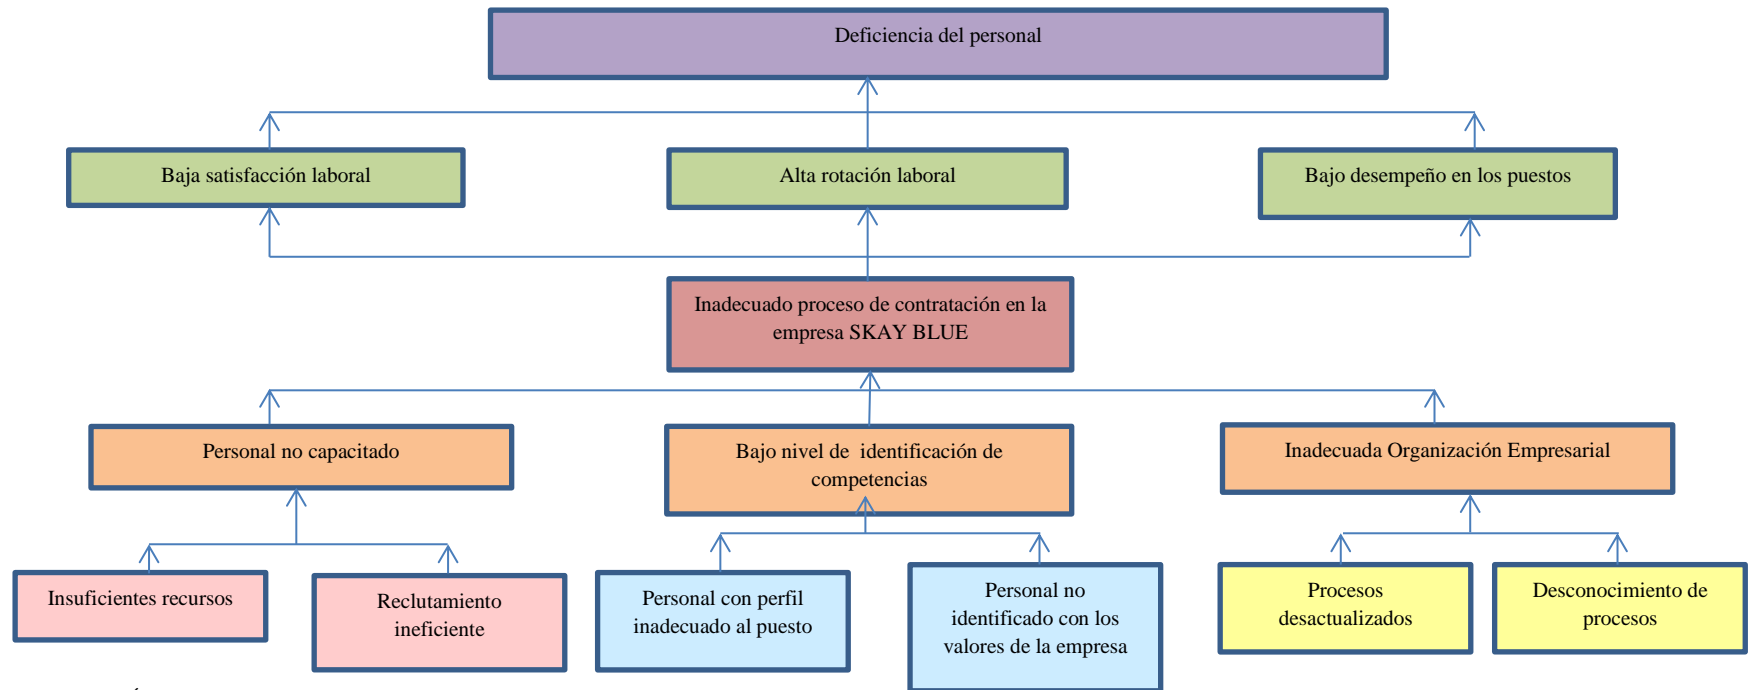 Deficiencia del personal
Baja satisfacción laboral
Alta rotación laboral
Bajo desempeño en los puestos
Inadecuado proceso de contratación en la
empresa SKAY BLUE
Personal no capacitado
Bajo nivel de identificación de
competencias
Inadecuada Organización Empresarial
Insuficientes recursos
Reclutamiento
ineficiente
Personal con perfil
inadecuado al puesto
Personal no
identificado con los
valores de la empresa
Procesos
desactualizados
Desconocimiento de
procesos